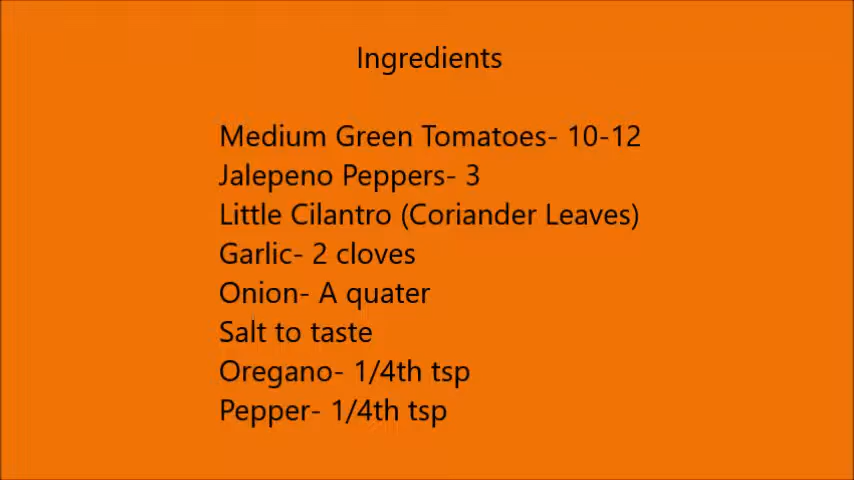 Ingredients
Medium Green Tomatoes- 10-12
Jalepeno Peppers- 3
Little Cilantro (Coriander Leaves)
Garlic- 2 cloves
Onion- A quater
Salt to taste
Oregano- 1/4th tsp
Pepper- 1/4th tsp